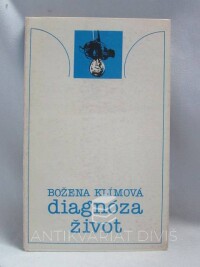 BOŽENA KLÍMOVÁ
diagnóza
život
ANTIKVARIÁT DIVIŠ